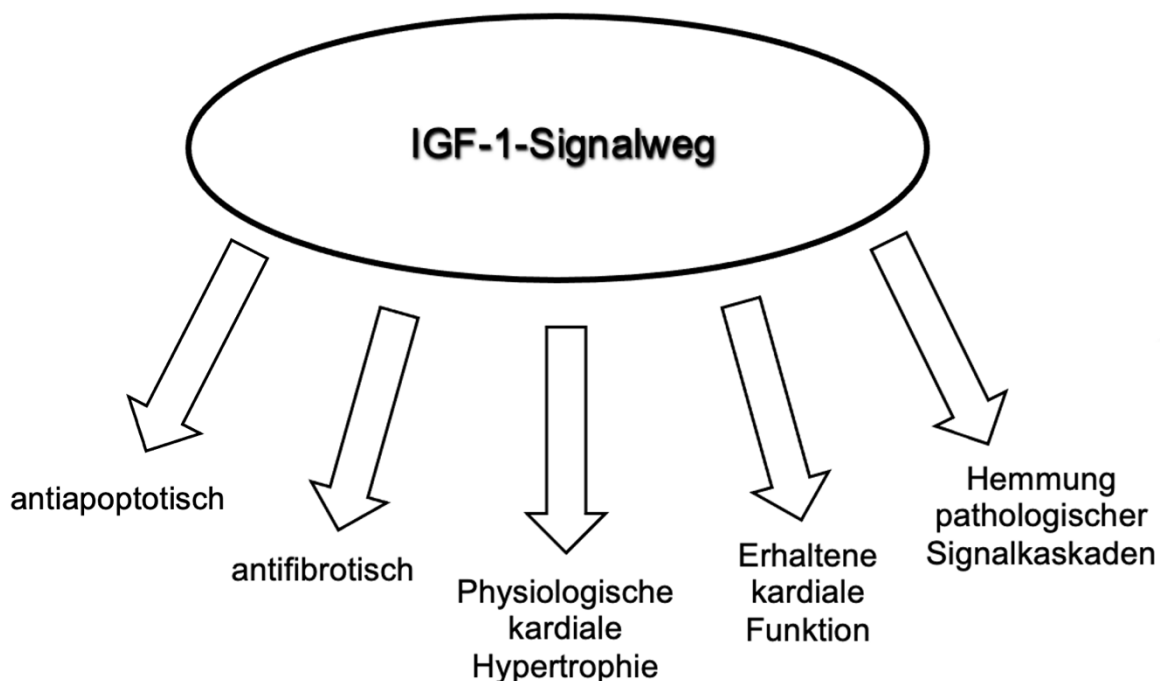 IGF-1-Signalweg
antiapoptotisch
antifibrotisch
Physiologische
kardiale
Hypertrophie
Erhaltene
kardiale
Funktion
Hemmung
pathologischer
Signalkaskaden